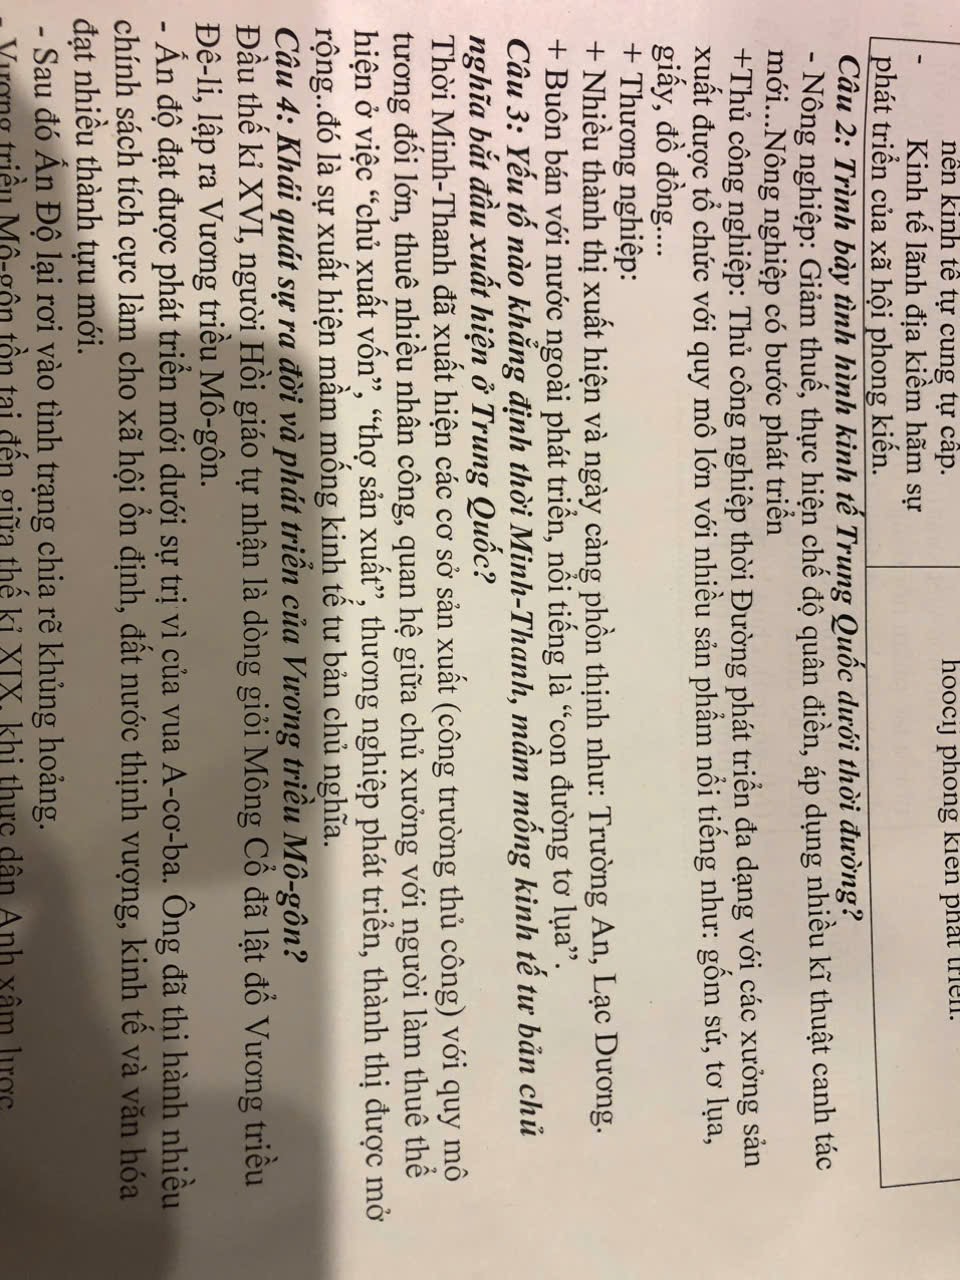 nền kinh tế tự cung tự cấp.
- Kinh tế lãnh địa kiềm hãm sự
phát triển của xã hội phong kiến.
hoocij phong kiến phát triển.
Câu 2: Trình bày tình hình kinh tế Trung Quốc dưới thời đường?
- Nông nghiệp: Giảm thuế, thực hiện chế độ quân điền, áp dụng nhiều kĩ thuật canh tác
mới...Nông nghiệp có bước phát triển
+Thủ công nghiệp: Thủ công nghiệp thời Đường phát triển đa dạng với các xưởng sản
xuất được tổ chức với quy mô lớn với nhiều sản phẩm nổi tiếng như: gốm sứ, tơ lụa,
giấy, đồ đồng....
+ Thương nghiệp:
+ Nhiều thành thị xuất hiện và ngày càng phồn thịnh như: Trường An, Lạc Dương.
+ Buôn bán với nước ngoài phát triển, nổi tiếng là “con đường tơ lụa”.
Câu 3: Yếu tố nào khẳng định thời Minh-Thanh, mầm mống kinh tế tư bản chủ
nghĩa bắt đầu xuất hiện ở Trung Quốc?
Thời Minh-Thanh đã xuất hiện các cơ sở sản xuất (công trường thủ công) với quy mô
tương đối lớn, thuê nhiều nhân công, quan hệ giữa chủ xưởng với người làm thuê thể
hiện ở việc “chủ xuất vốn”, “thợ sản xuất”, thương nghiệp phát triển, thành thị được mở
rộng..đó là sự xuất hiện mầm mống kinh tế tư bản chủ nghĩa.
Câu 4: Khái quát sự ra đời và phát triển của Vương triều Mô-gôn?
Đầu thế kỉ XVI, người Hồi giáo tự nhận là dòng giỏi Mông Cổ đã lật đổ Vương triều
Đê-li, lập ra Vương triều Mô-gôn.
- Ấn độ đạt được phát triển mới dưới sự trị vì của vua A-co-ba. Ông đã thi hành nhiều
chính sách tích cực làm cho xã hội ổn định, đất nước thịnh vượng, kinh tế và văn hóa
đạt nhiều thành tựu mới.
- Sau đó Ấn Độ lại rơi vào tình trạng chia rẽ khủng hoảng.
- Vương triều Mô-gôn tồn tại đến giữa thế kỉ XIX, khi thực dân Anh xâm lược